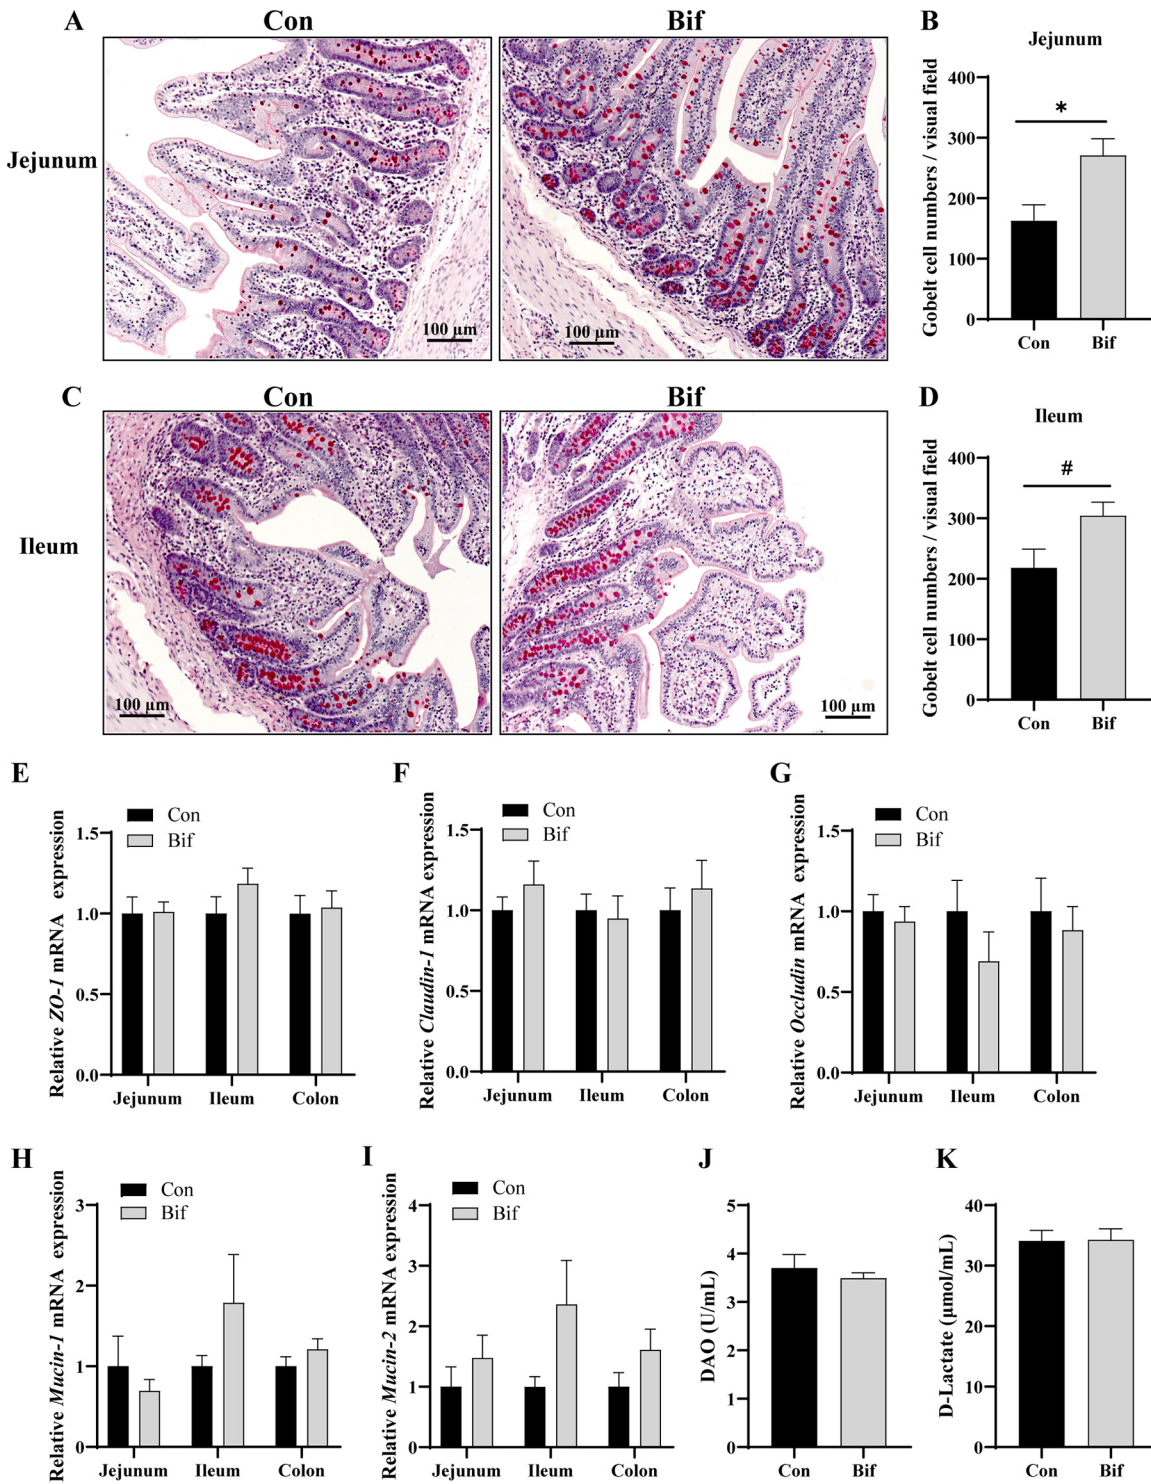 A
Con
Bif
Jejunum
100 µm
100 µm
B
Jejunum
Gobelt cell numbers / visual field
400
300
200
100
0
*
Con
Bif
C
Con
Bif
Ileum
100 µm
100 µm
D
Ileum
Gobelt cell numbers / visual field
400
300
200
100
0
#
Con
Bif
E
Con
Bif
Relative ZO-1 mRNA expression
1.5
1.0
0.5
0.0
Jejunum
Ileum
Colon
F
Con
Bif
Relative Claudin-1 mRNA expression
1.5
1.0
0.5
0.0
Jejunum
Ileum
Colon
G
Con
Bif
Relative Occludin mRNA expression
1.5
1.0
0.5
0.0
Jejunum
Ileum
Colon
H
Con
Bif
Relative Mucin-1 mRNA expression
3
2
1
0
Jejunum
Ileum
Colon
I
Con
Bif
Relative Mucin-2 mRNA expression
4
3
2
1
0
Jejunum
Ileum
Colon
J
DAO (U/mL)
5
4
3
2
1
0
Con
Bif
K
D-Lactate (µmol/mL)
40
30
20
10
0
Con
Bif